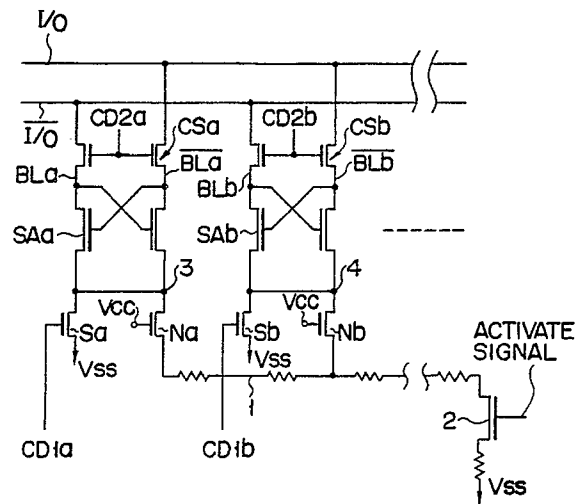 I/O
I/O
CD2a
CSa
CD2b
CSb
BLa
BLa
BLb
BLb
SAa
SAb
3
4
Vcc
Vcc
Sa
Na
Sb
Nb
Vss
Vss
ACTIVATE
SIGNAL
1
2
CD1a
CD1b
Vss